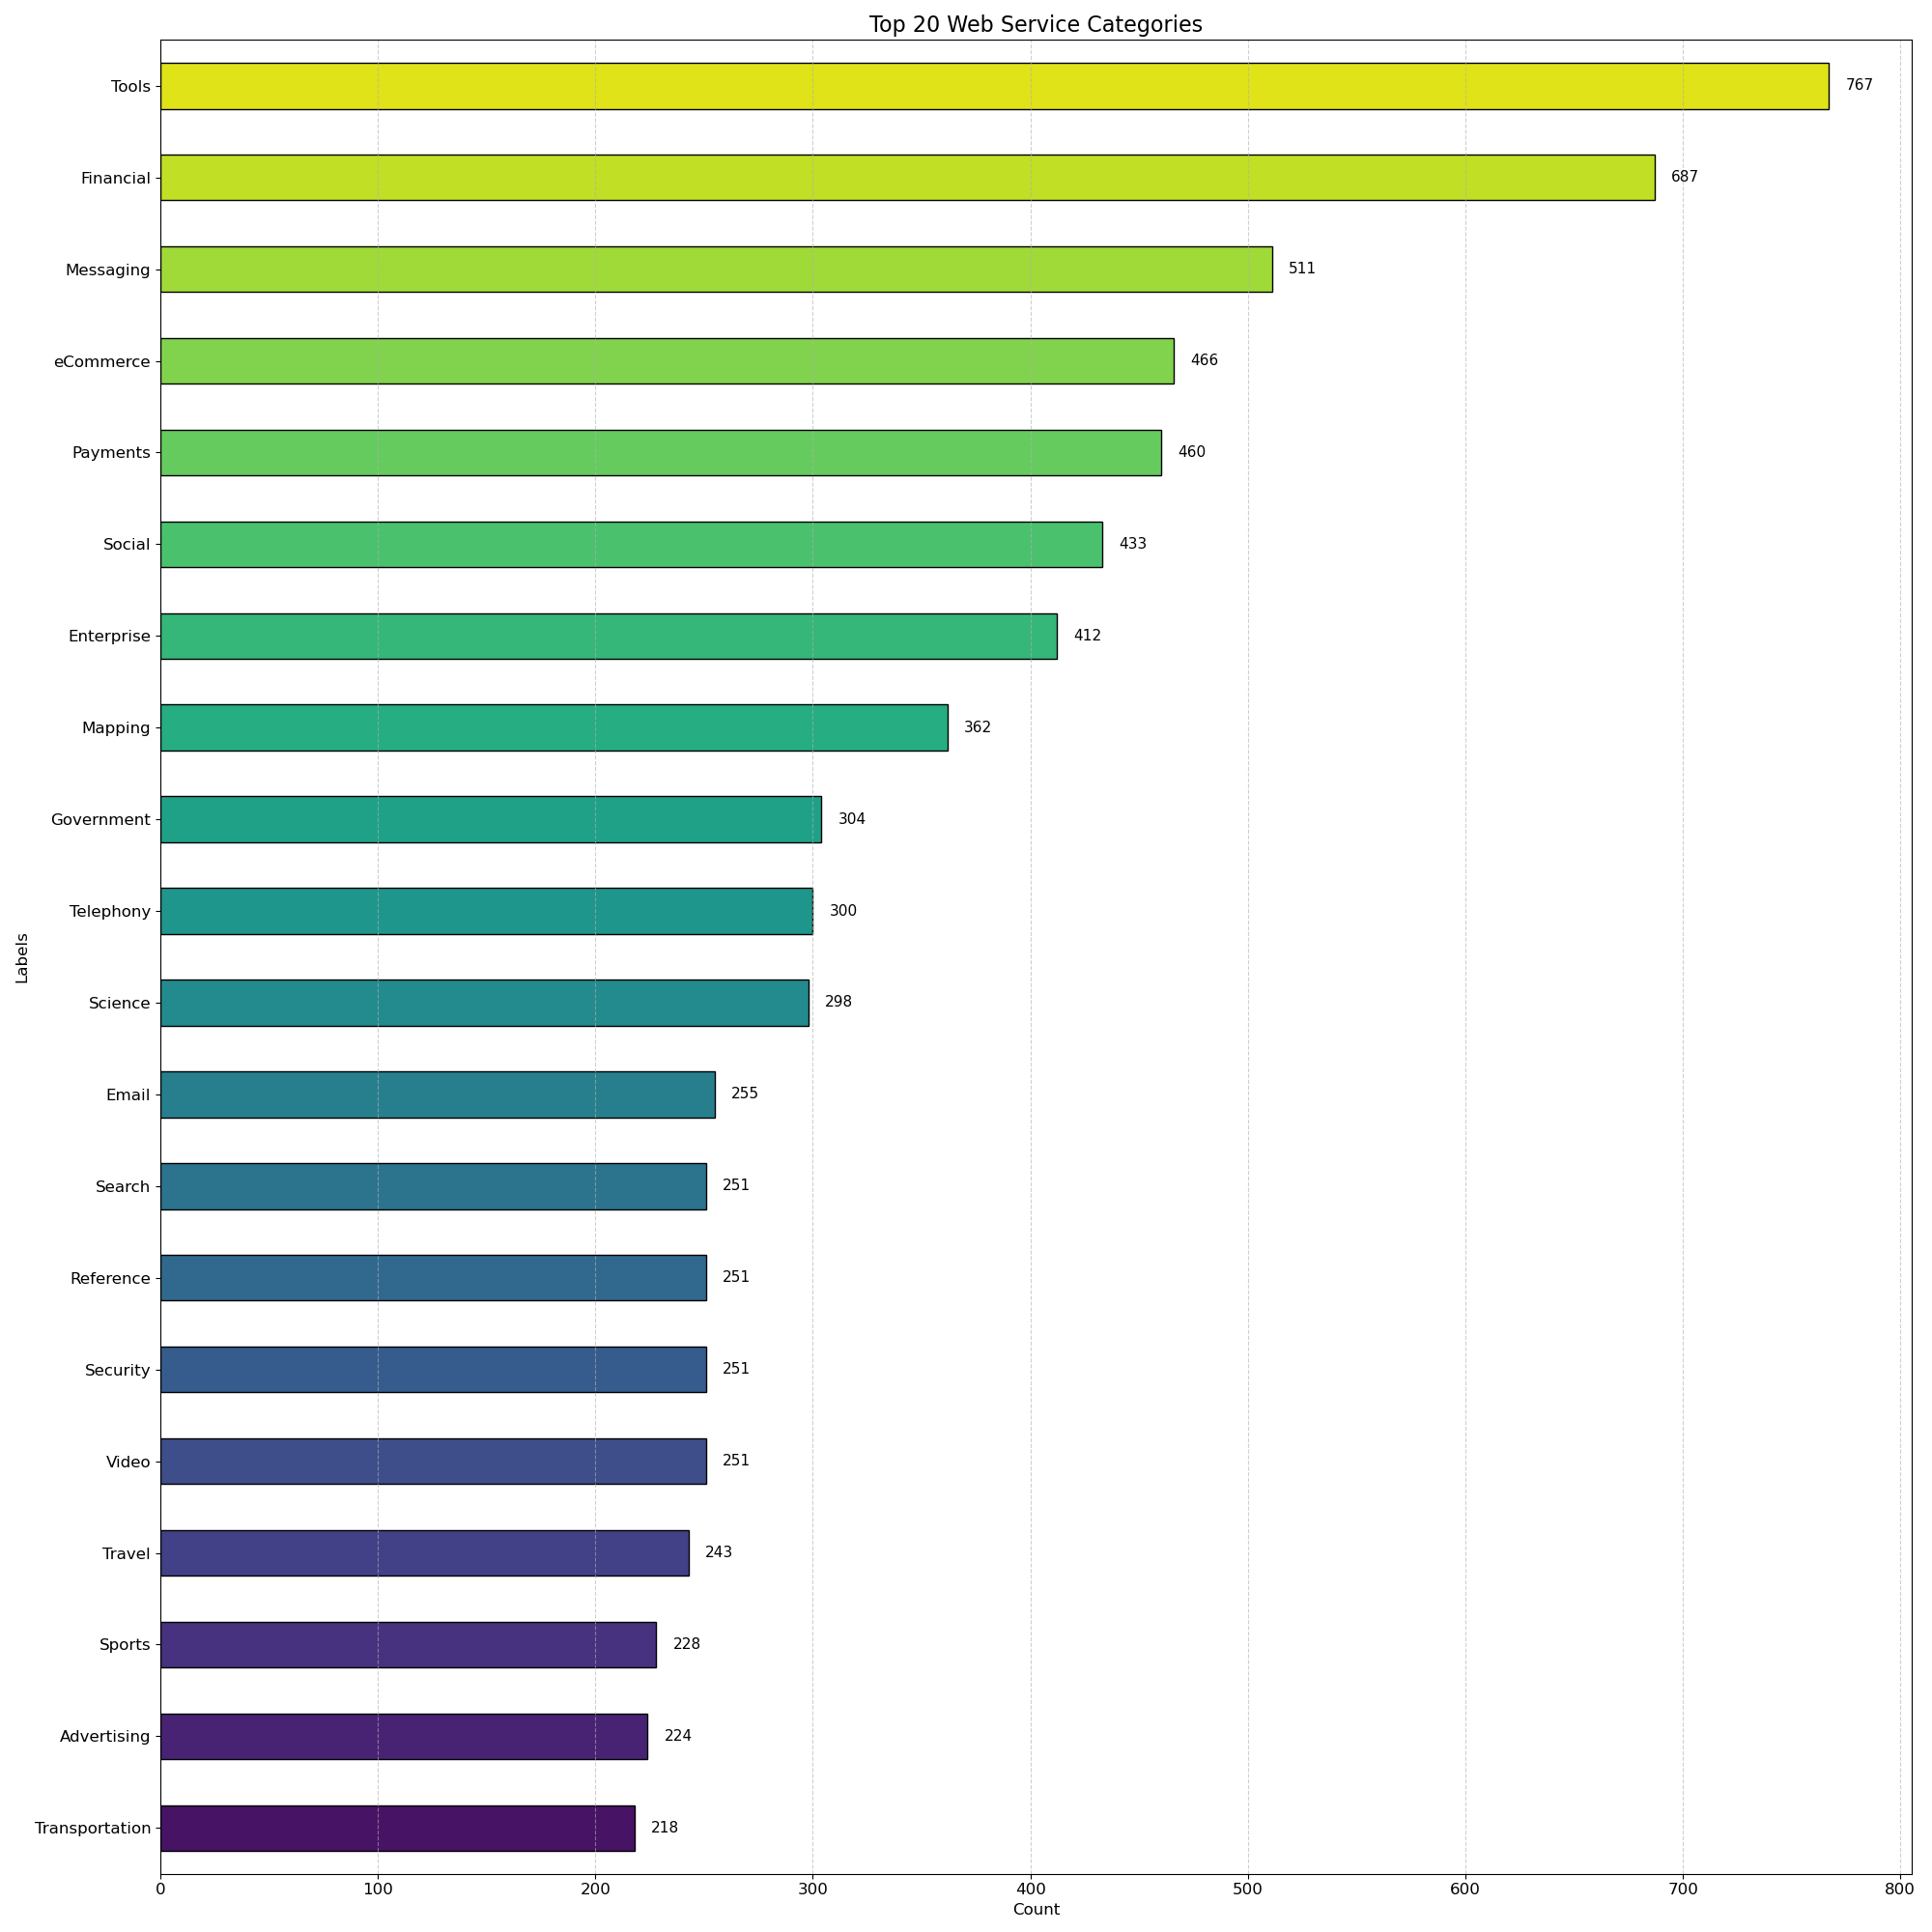 Top 20 Web Service Categories
Tools 767
Financial 687
Messaging 511
eCommerce 466
Payments 460
Social 433
Enterprise 412
Mapping 362
Government 304
Telephony 300
Science 298
Email 255
Search 251
Reference 251
Security 251
Video 251
Travel 243
Sports 228
Advertising 224
Transportation 218
Labels
0 100 200 300 400 500 600 700 800
Count